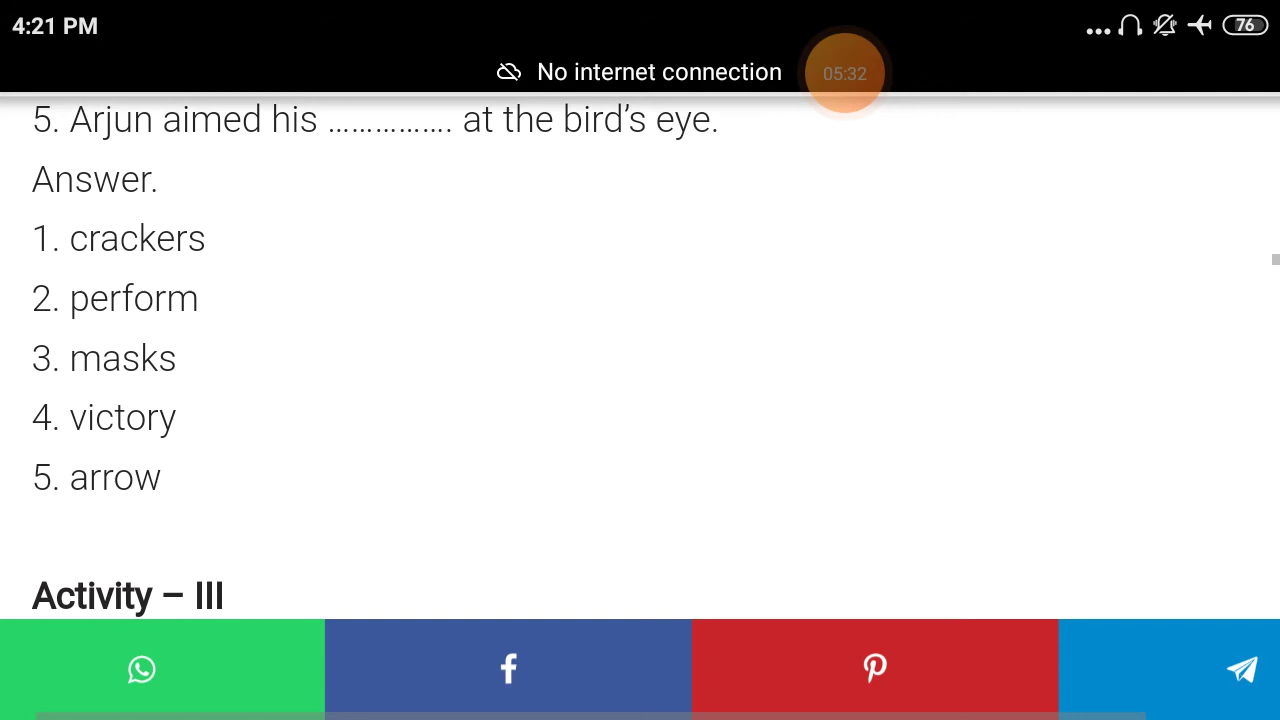 4:21 PM
76
No internet connection
05:32
5. Arjun aimed his ……………. at the bird’s eye.
Answer.
1. crackers
2. perform
3. masks
4. victory
5. arrow
Activity – III